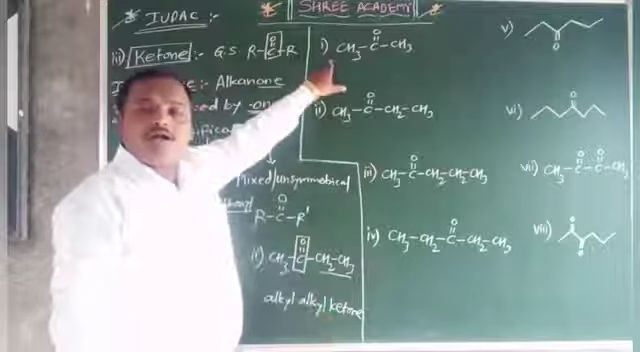 * IUPAC :
* SHREE ACADEMY *
iii) Ketone: G.S. R-C-R
O
Alkanone
by -one
Mixed/unsymmetrical
O
R-C-R'
O
ii) CH3-C-CH2-CH3
alkyl alkyl ketone
O
i) CH3-C-CH3
O
ii) CH3-C-CH2-CH3
O
iii) CH3-C-CH2-CH2-CH3
O
iv) CH3-CH2-C-CH2-CH3
v)
O
vi)
O
O O
vii) CH3-C-C-CH3
viii)
O
O